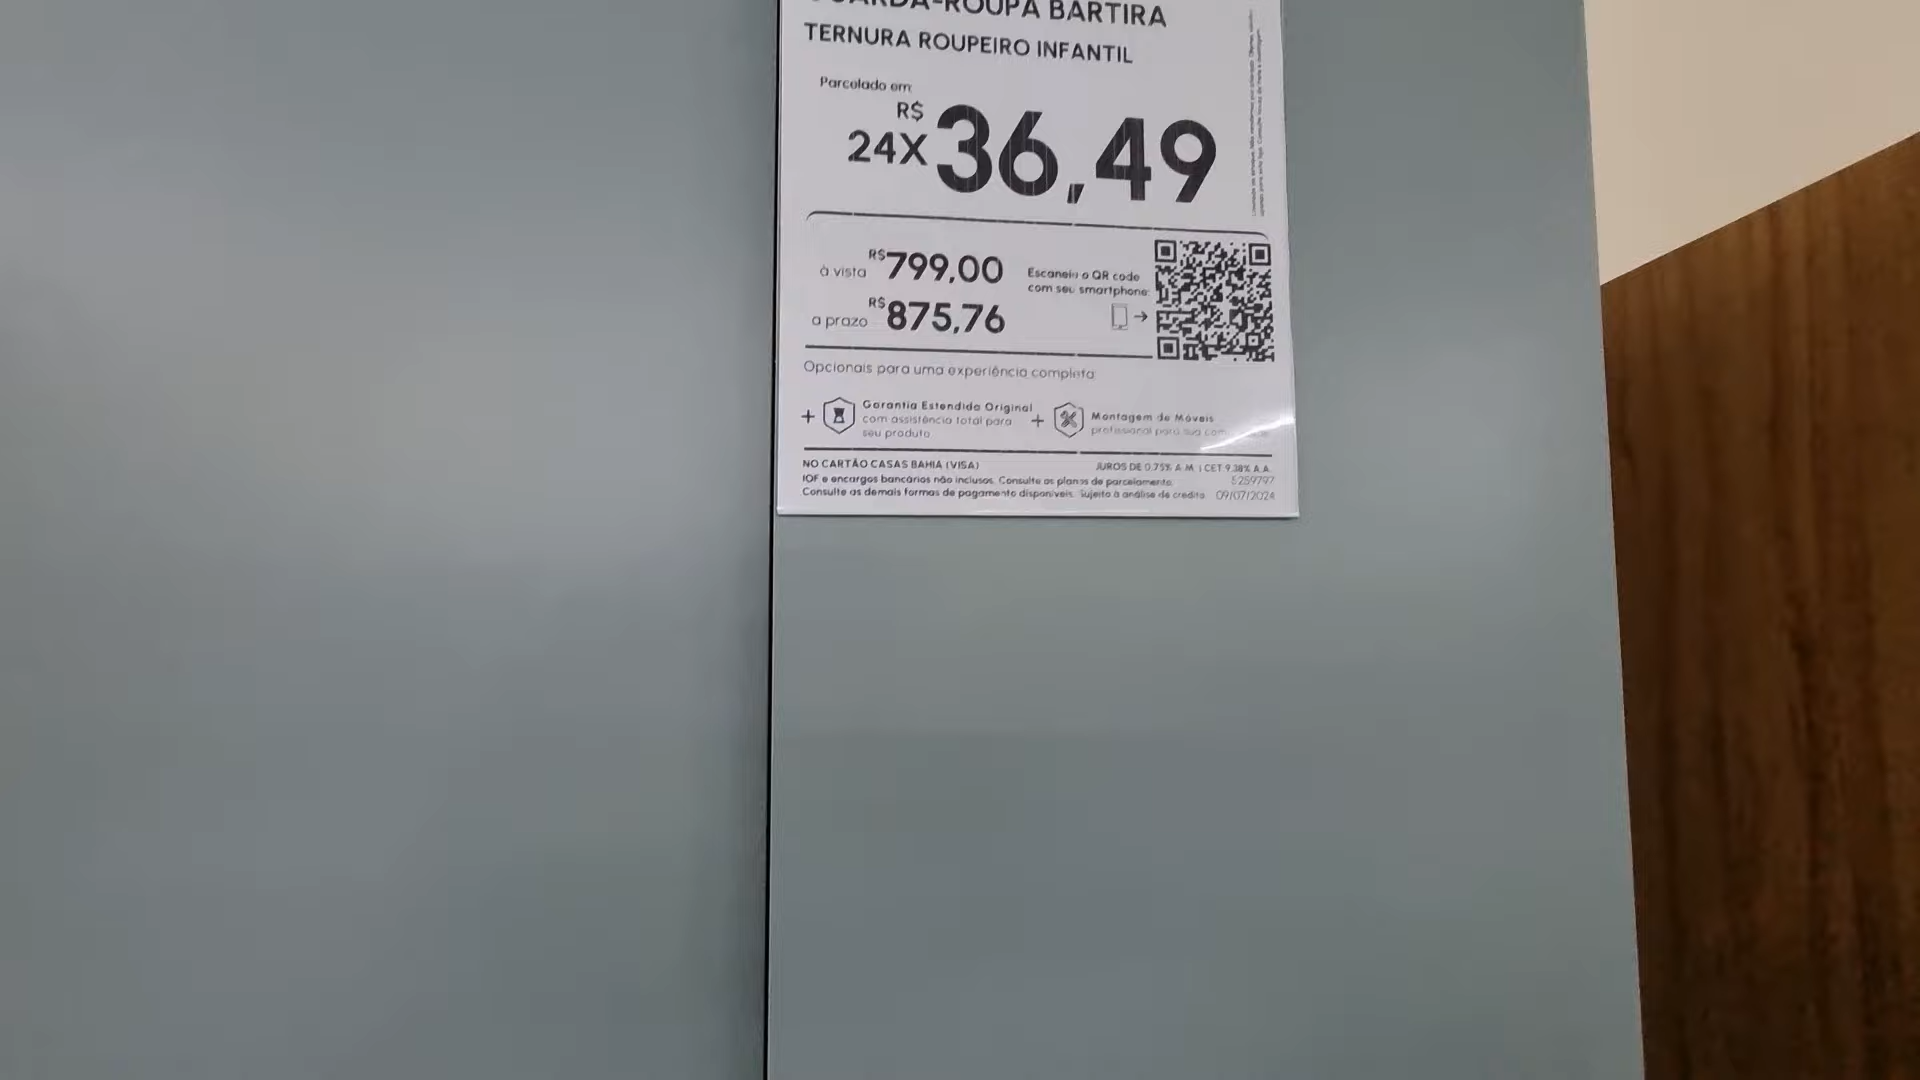 GUARDA-ROUPA BARTIRA
TERNURA ROUPEIRO INFANTIL
Parcelado em:
R$
24X 36,49
à vista R$ 799,00
a prazo R$ 875,76
Escaneie o QR code
com seu smartphone:
Opcionais para uma experiência completa:
+ Garantia Estendida Original
com assistência total para
seu produto
+ Montagem de Móveis
profissional para sua
NO CARTÃO CASAS BAHIA (VISA)
JUROS DE 0.75% A.M. | CET 9.38% A.A.
IOF e encargos bancários não inclusos. Consulte os planos de parcelamento.
5259797
Consulte as demais formas de pagamento disponíveis. Sujeito à análise de crédito.
09/07/2024